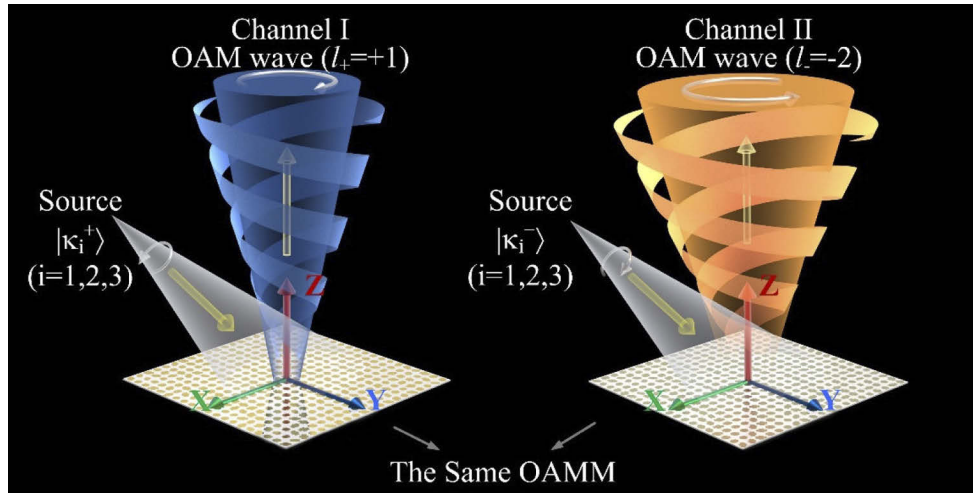 Channel I
OAM wave (l₊=+1)
Channel II
OAM wave (l₋=-2)
Source
|κᵢ⁺⟩
(i=1,2,3)
Source
|κᵢ⁻⟩
(i=1,2,3)
Z
X
Y
Z
X
Y
The Same OAMM